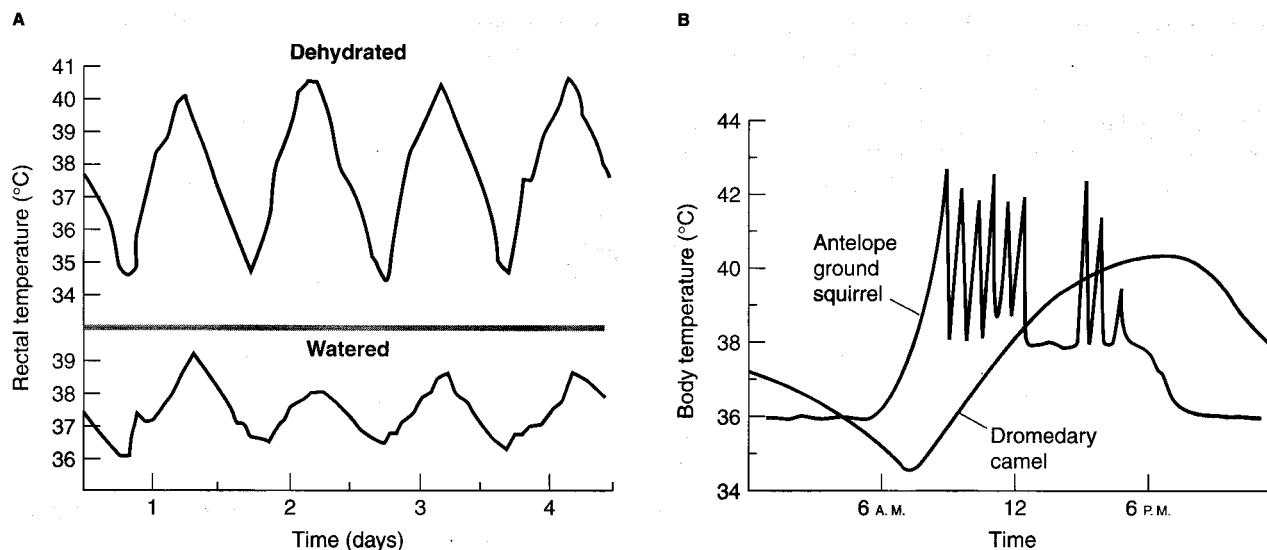 A
Dehydrated
Rectal temperature (°C)
41
40
39
38
37
36
35
34
Watered
39
38
37
36
1
2
3
4
Time (days)
B
Body temperature (°C)
44
42
40
38
36
34
Antelope
ground
squirrel
Dromedary
camel
6 A.M.
12
6 P.M.
Time